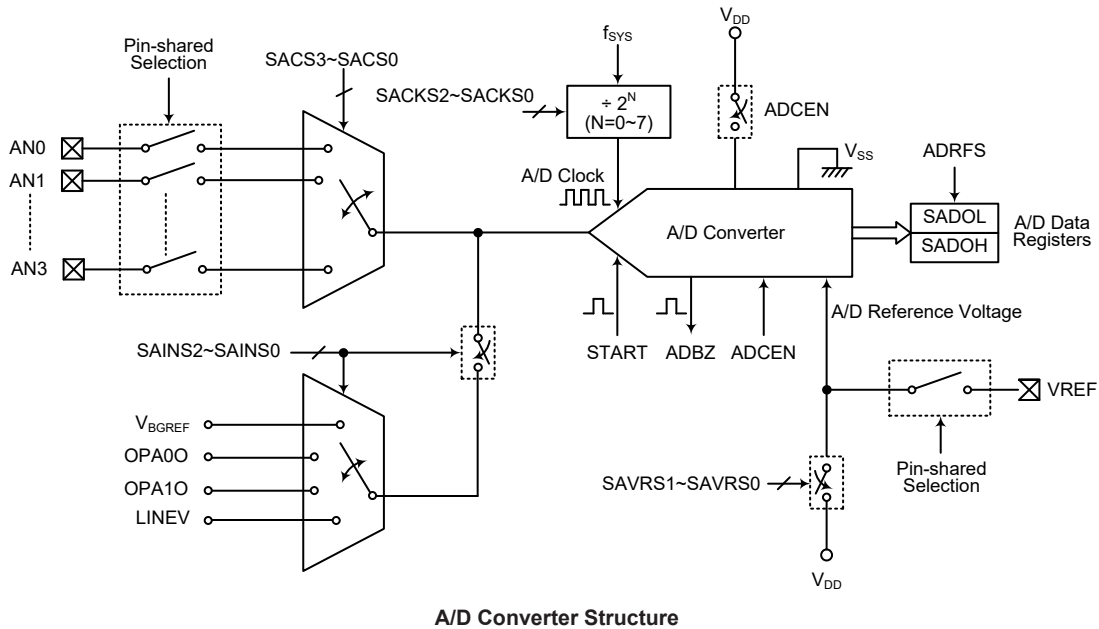 Pin-shared
Selection
SACS3~SACS0
SACKS2~SACKS0
fSYS
÷ 2^N
(N=0~7)
VDD
ADCEN
AN0
AN1
AN3
A/D Clock
VSS
ADRFS
A/D Converter
SADOL
SADOH
A/D Data
Registers
START
ADBZ
ADCEN
A/D Reference Voltage
SAINS2~SAINS0
VREF
VBGREF
OPA0O
OPA1O
LINEV
SAVRS1~SAVRS0
Pin-shared
Selection
VDD
A/D Converter Structure